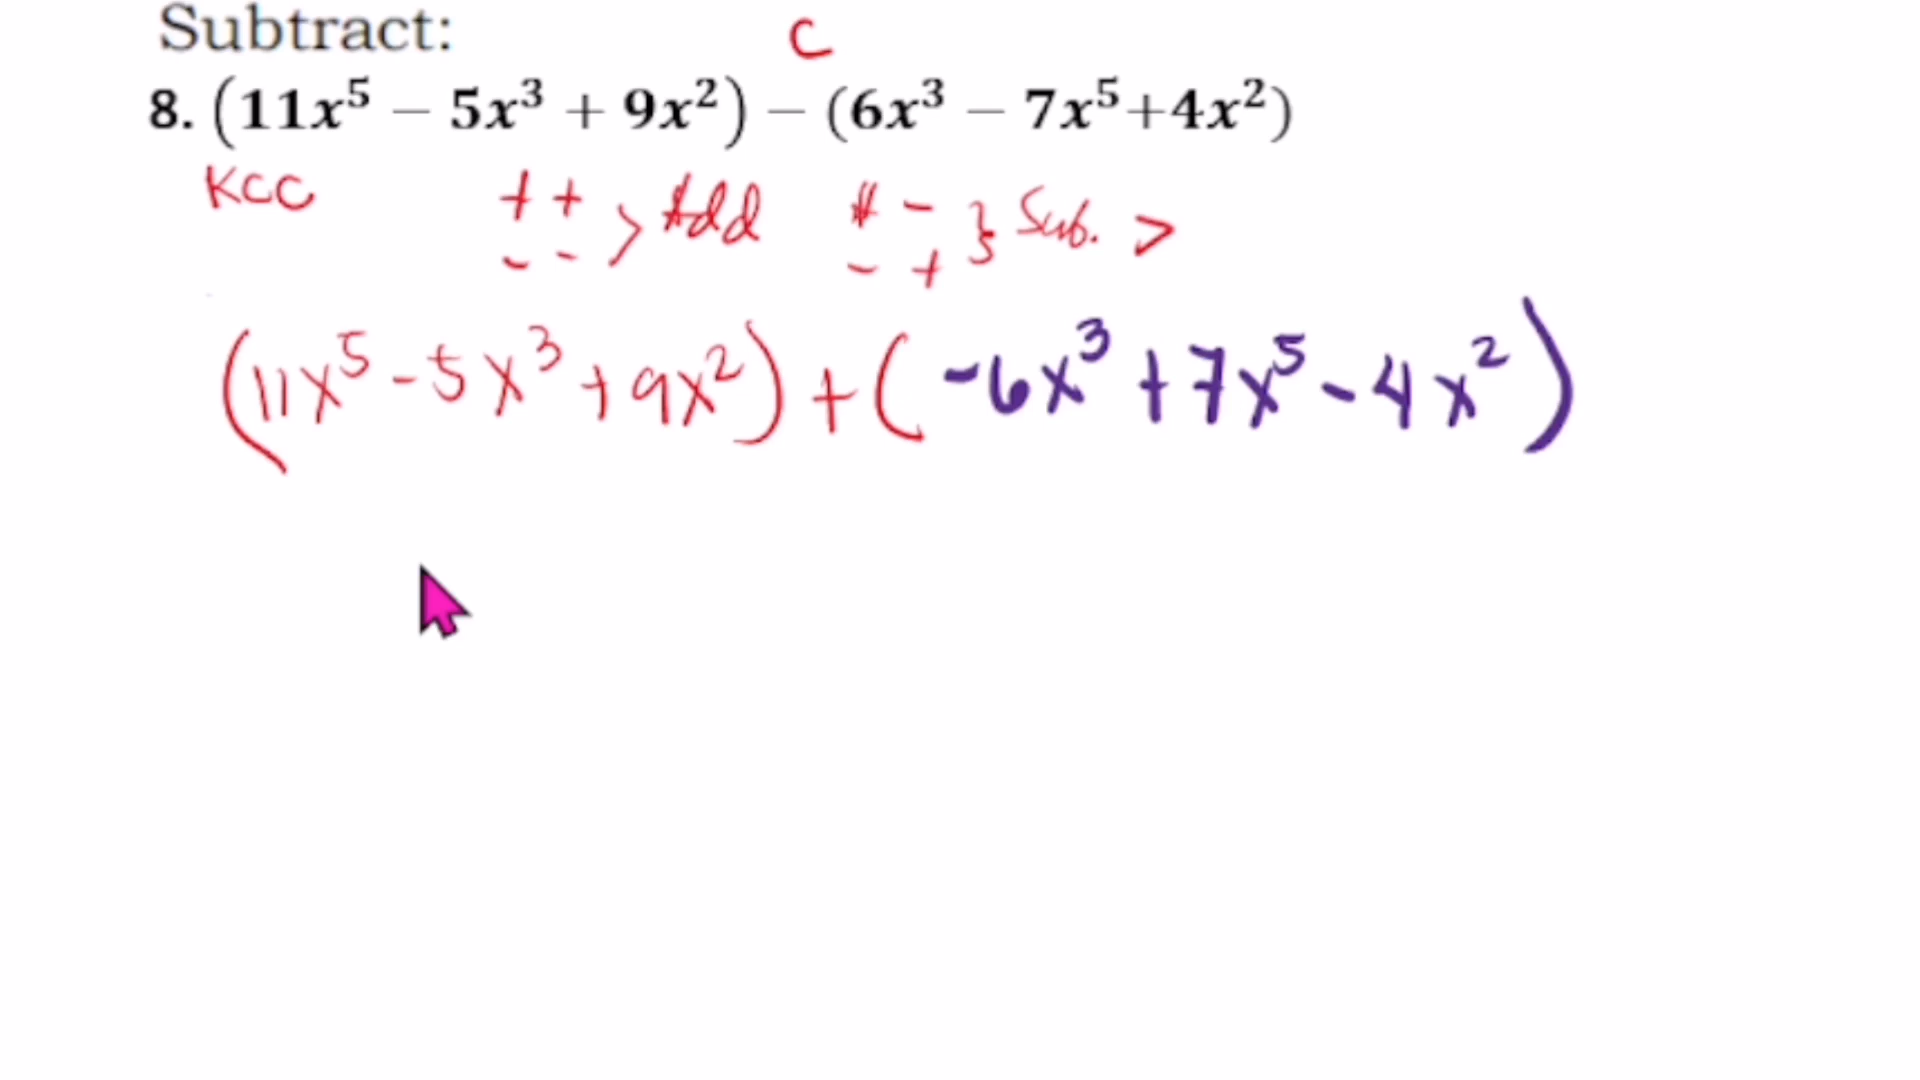 Subtract:
C
8. (11x⁵ − 5x³ + 9x²) − (6x³ − 7x⁵+4x²)
KCC + + > Add + - } Sub. >
- - - +
(11x⁵ - 5x³ + 9x²) + ( -6x³ + 7x⁵ - 4x²)